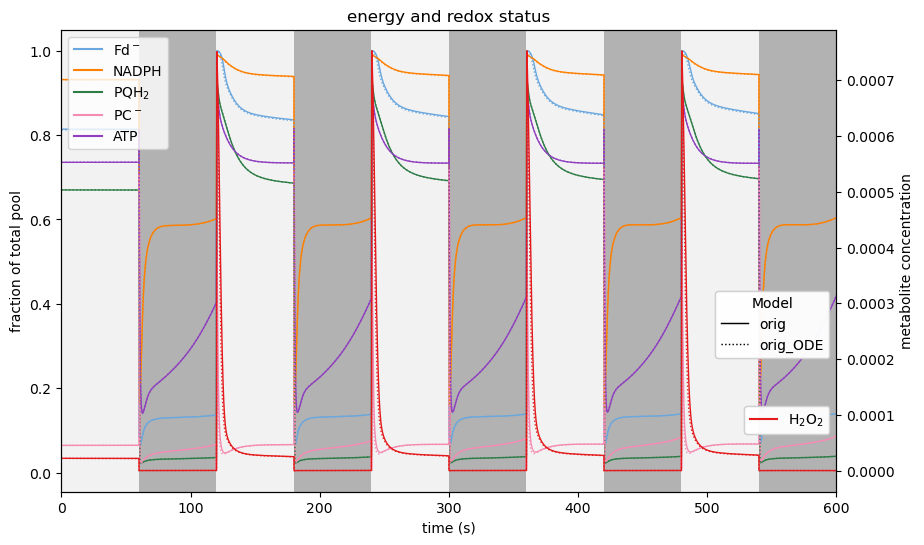 energy and redox status
fraction of total pool
1.0
0.8
0.6
0.4
0.2
0.0
Fd⁻
NADPH
PQH₂
PC⁻
ATP
Model
orig
orig_ODE
H₂O₂
0.0007
0.0006
0.0005
0.0004
0.0003
0.0002
0.0001
0.0000
metabolite concentration
0 100 200 300 400 500 600
time (s)